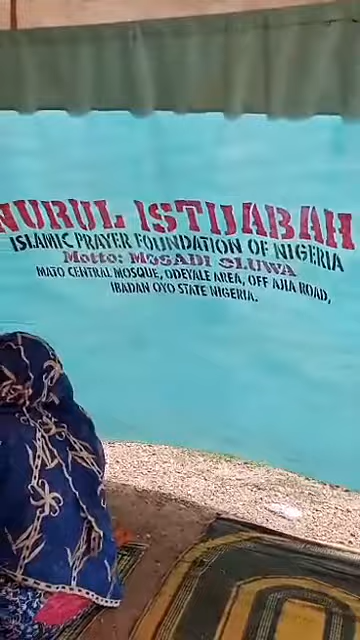 NURUL ISTIJABAH
ISLAMIC PRAYER FOUNDATION OF NIGERIA
Motto: MOSADI OLUWA
MATO CENTRAL MOSQUE, ODEYALE AREA, OFF AJIA ROAD,
IBADAN OYO STATE NIGERIA.